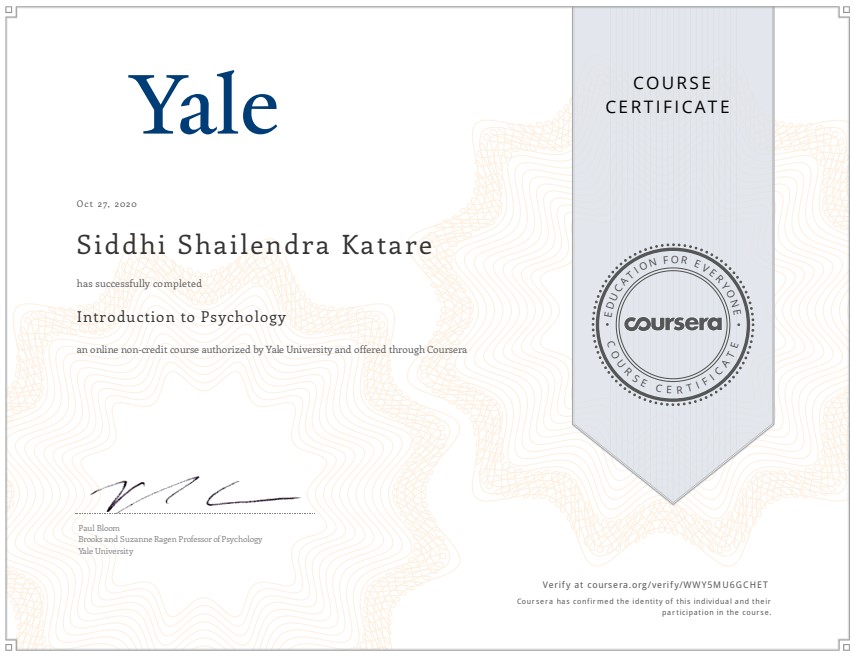 Yale
COURSE
CERTIFICATE
Oct 27, 2020
Siddhi Shailendra Katare
has successfully completed
Introduction to Psychology
an online non-credit course authorized by Yale University and offered through Coursera
EDUCATION FOR EVERYONE
coursera
COURSE CERTIFICATE
Paul Bloom
Brooks and Suzanne Ragen Professor of Psychology
Yale University
Verify at coursera.org/verify/WWY5MU6GCHET
Coursera has confirmed the identity of this individual and their
participation in the course.